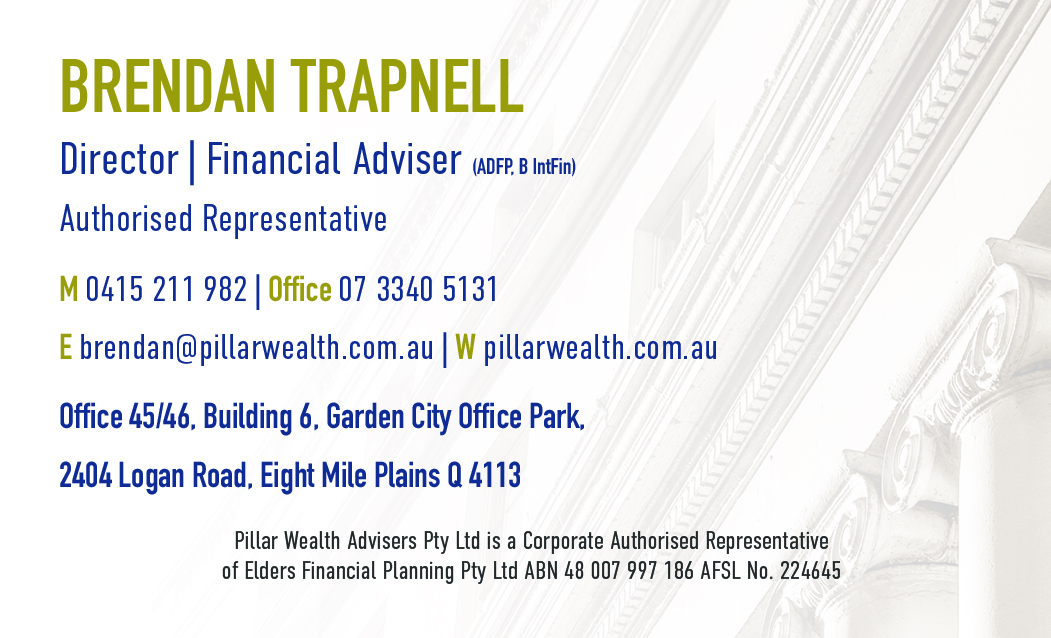 BRENDAN TRAPNELL
Director | Financial Adviser (ADFP, B IntFin)
Authorised Representative
M 0415 211 982 | Office 07 3340 5131
E brendan@pillarwealth.com.au | W pillarwealth.com.au
Office 45/46, Building 6, Garden City Office Park,
2404 Logan Road, Eight Mile Plains Q 4113
Pillar Wealth Advisers Pty Ltd is a Corporate Authorised Representative
of Elders Financial Planning Pty Ltd ABN 48 007 997 186 AFSL No. 224645